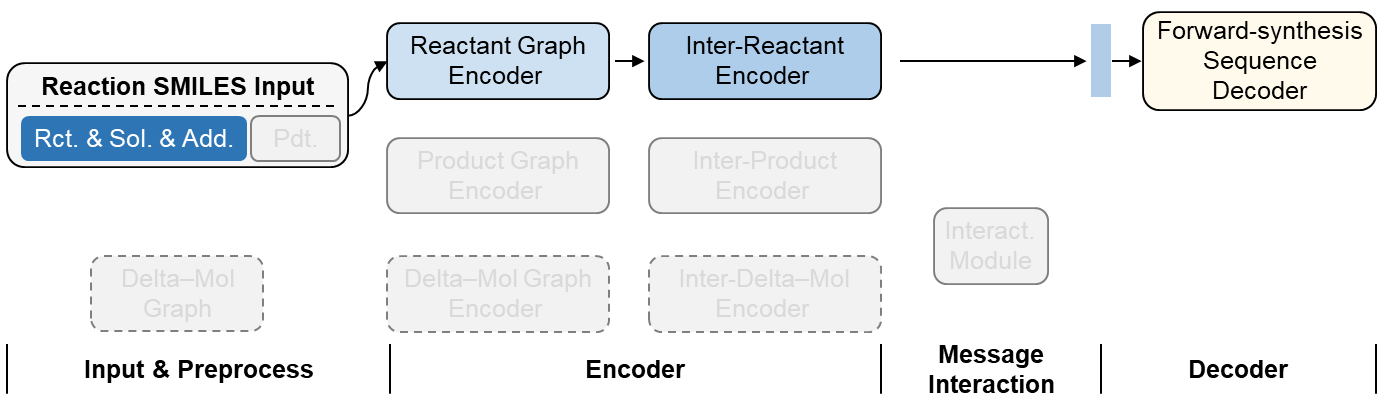 Reaction SMILES Input
Rct. & Sol. & Add.
Pdt.
Delta–Mol
Graph
Reactant Graph
Encoder
Inter-Reactant
Encoder
Product Graph
Encoder
Inter-Product
Encoder
Delta–Mol Graph
Encoder
Inter-Delta–Mol
Encoder
Interact.
Module
Forward-synthesis
Sequence
Decoder
Input & Preprocess
Encoder
Message
Interaction
Decoder